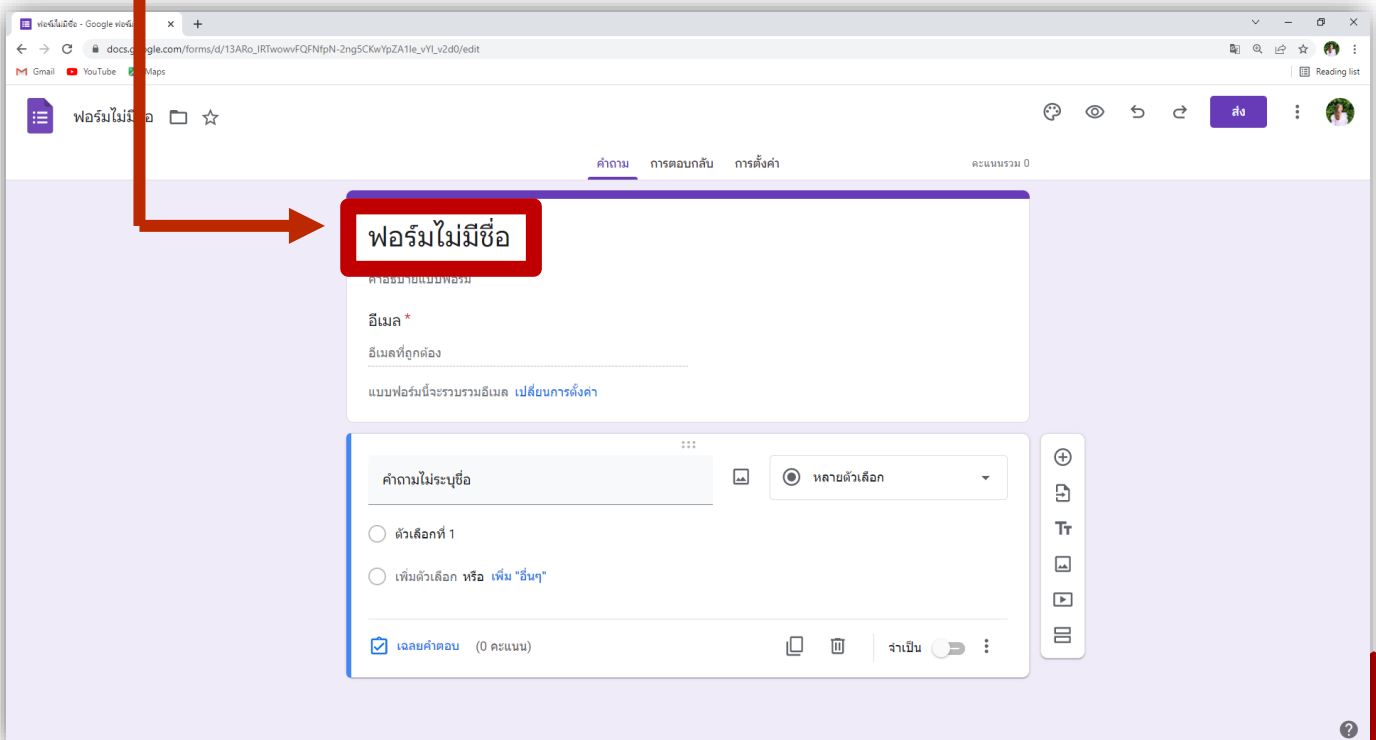 ฟอร์มไม่มีชื่อ - Google ฟอร์ม
docs.google.com/forms/d/13ARo_IRTwowvFQFNfpN-2ng5CKwYpZA1Ie_vYI_v2d0/edit
Gmail YouTube Maps Reading list
ฟอร์มไม่มีชื่อ ส่ง
คำถาม การตอบกลับ การตั้งค่า คะแนนรวม 0
ฟอร์มไม่มีชื่อ
คำอธิบายแบบฟอร์ม
อีเมล *
อีเมลที่ถูกต้อง
แบบฟอร์มนี้จะรวบรวมอีเมล เปลี่ยนการตั้งค่า
คำถามไม่ระบุชื่อ หลายตัวเลือก
ตัวเลือกที่ 1
เพิ่มตัวเลือก หรือ เพิ่ม "อื่นๆ"
เฉลยคำตอบ (0 คะแนน) จำเป็น